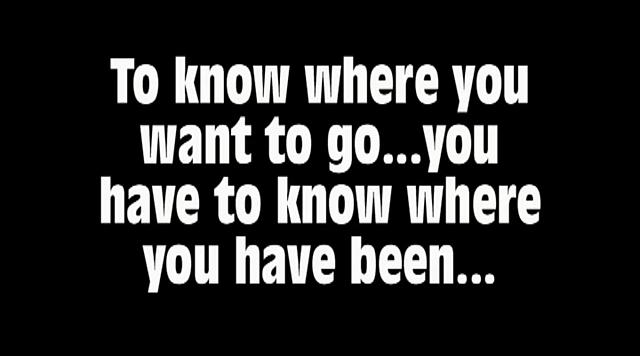 To know where you
want to go...you
have to know where
you have been...